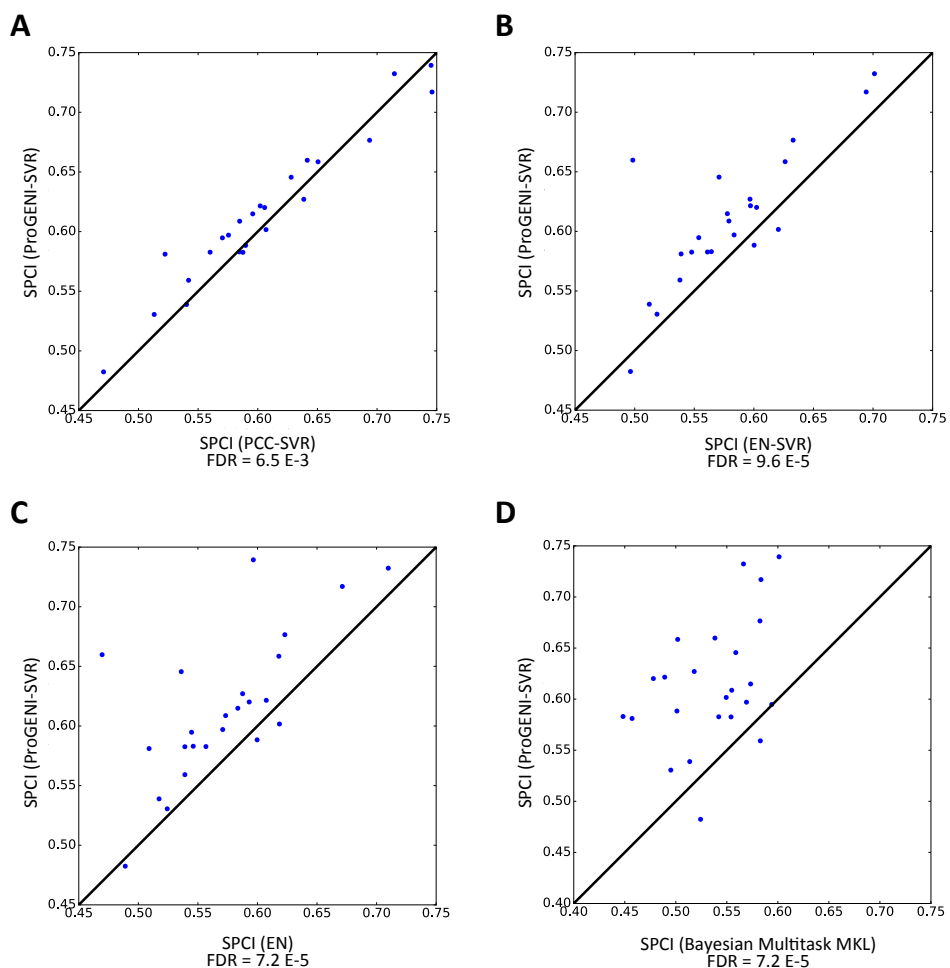 A
0.75
0.70
0.65
0.60
0.55
0.50
0.45
SPCI (ProGENI-SVR)
0.45 0.50 0.55 0.60 0.65 0.70 0.75
SPCI (PCC-SVR)
FDR = 6.5 E-3
B
0.75
0.70
0.65
0.60
0.55
0.50
0.45
SPCI (ProGENI-SVR)
0.45 0.50 0.55 0.60 0.65 0.70 0.75
SPCI (EN-SVR)
FDR = 9.6 E-5
C
0.75
0.70
0.65
0.60
0.55
0.50
0.45
SPCI (ProGENI-SVR)
0.45 0.50 0.55 0.60 0.65 0.70 0.75
SPCI (EN)
FDR = 7.2 E-5
D
0.75
0.70
0.65
0.60
0.55
0.50
0.45
0.40
SPCI (ProGENI-SVR)
0.40 0.45 0.50 0.55 0.60 0.65 0.70 0.75
SPCI (Bayesian Multitask MKL)
FDR = 7.2 E-5